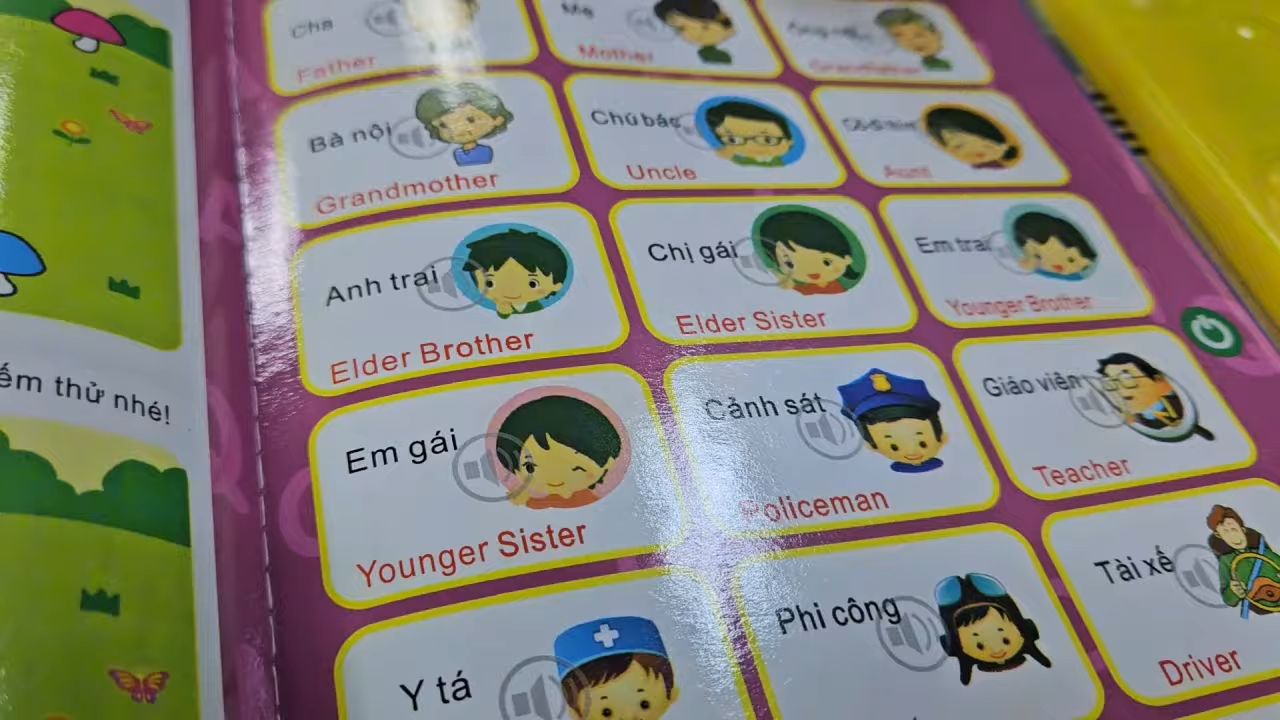 Cha
Father
Mẹ
Mother
Grandfather
Bà nội
Grandmother
Chú bác
Uncle
Aunt
Anh trai
Elder Brother
Chị gái
Elder Sister
Em trai
Younger Brother
ếm thử nhé!
Em gái
Younger Sister
Cảnh sát
Policeman
Giáo viên
Teacher
Y tá
Phi công
Tài xế
Driver